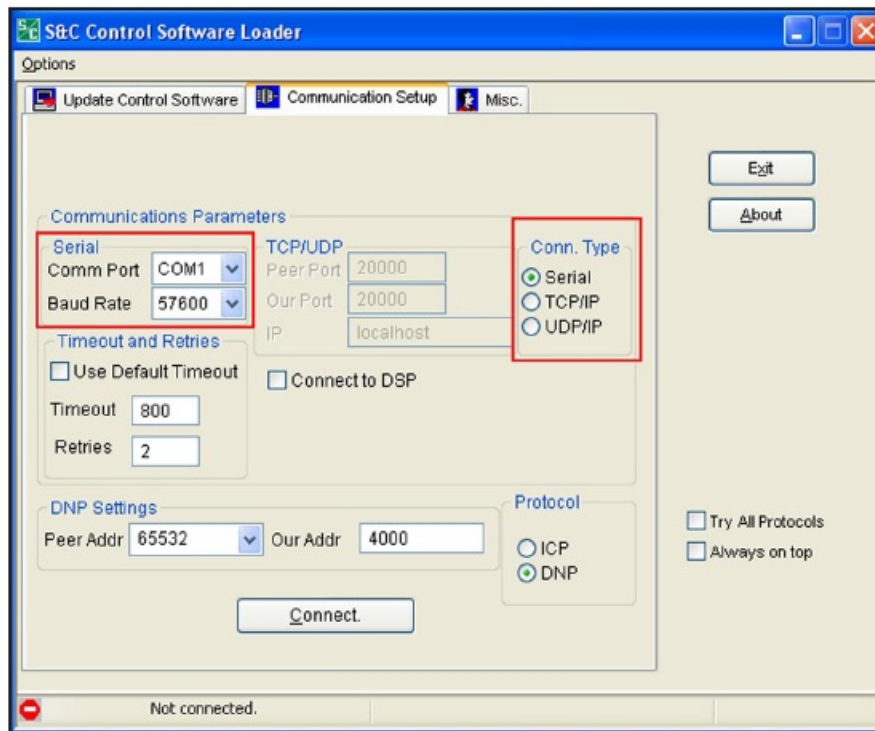 S&C Control Software Loader
Options
Update Control Software
Communication Setup
Misc.
Exit
About
Communications Parameters
Serial
Comm Port COM1
Baud Rate 57600
TCP/UDP
Peer Port 20000
Our Port 20000
IP localhost
Conn. Type
Serial
TCP/IP
UDP/IP
Timeout and Retries
Use Default Timeout
Timeout 800
Retries 2
Connect to DSP
DNP Settings
Peer Addr 65532 Our Addr 4000
Protocol
ICP
DNP
Try All Protocols
Always on top
Connect.
Not connected.